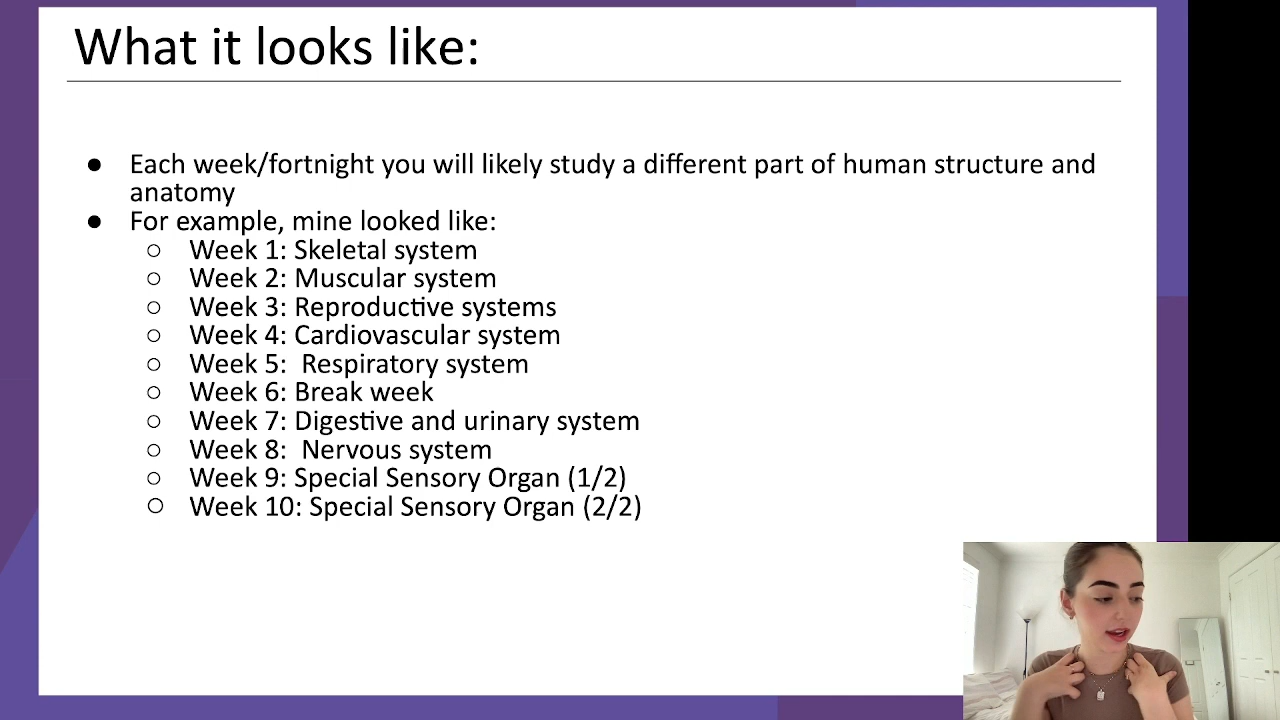 What it looks like:
● Each week/fortnight you will likely study a different part of human structure and
anatomy
● For example, mine looked like:
○ Week 1: Skeletal system
○ Week 2: Muscular system
○ Week 3: Reproductive systems
○ Week 4: Cardiovascular system
○ Week 5:  Respiratory system
○ Week 6: Break week
○ Week 7: Digestive and urinary system
○ Week 8:  Nervous system
○ Week 9: Special Sensory Organ (1/2)
○ Week 10: Special Sensory Organ (2/2)